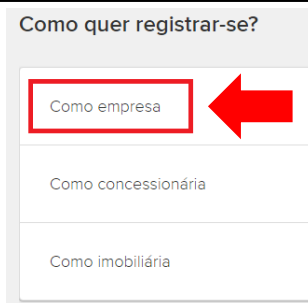 Como quer registrar-se?
Como empresa
Como concessionária
Como imobiliária